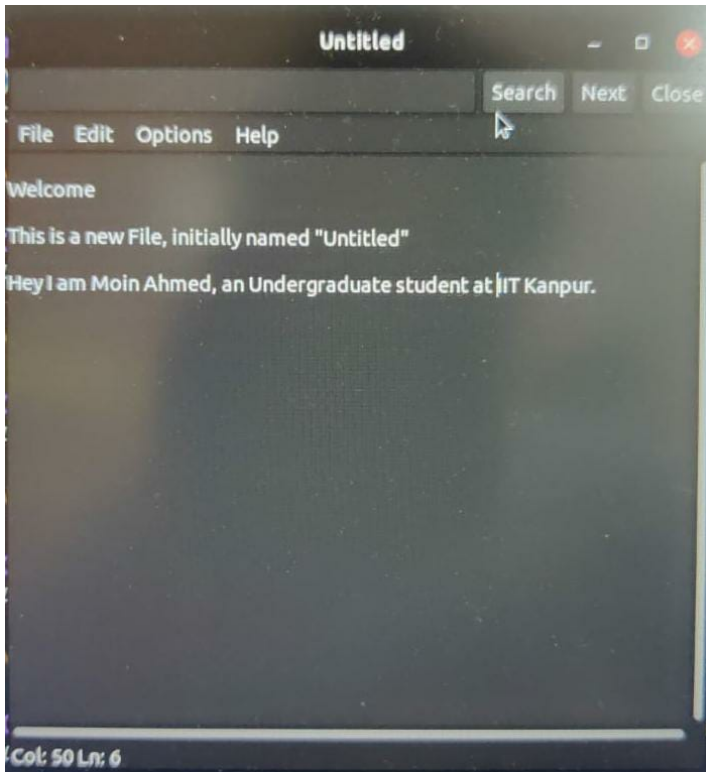 Untitled
Search Next Close
File Edit Options Help
Welcome
This is a new File, initially named "Untitled"
Hey I am Moin Ahmed, an Undergraduate student at IIT Kanpur.
Col: 50 Ln: 6